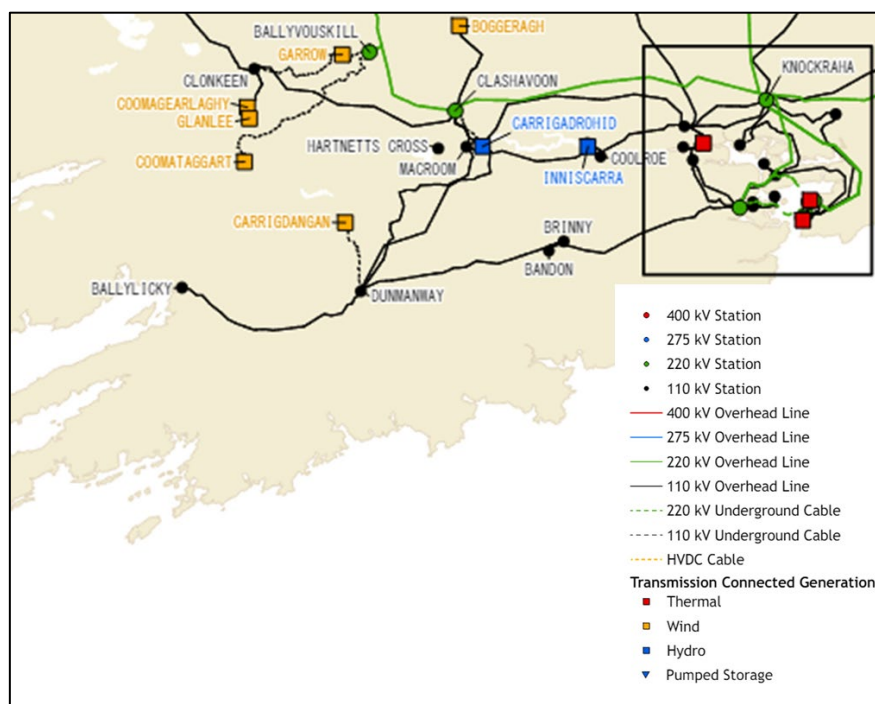 BOGGERAGH
BALLYVOUSKILL
GARROW
KNOCKRAHA
CLONKEEN
CLASHAVOON
COOMAGEARLAGHY
GLANLEE
CARRIGADROHID
HARTNETTS CROSS
COOMATAGGART
MACROOM
COOLROE
INNISCARRA
CARRIGDANGAN
BRINNY
BANDON
BALLYLICKY
DUNMANWAY
400 kV Station
275 kV Station
220 kV Station
110 kV Station
400 kV Overhead Line
275 kV Overhead Line
220 kV Overhead Line
110 kV Overhead Line
220 kV Underground Cable
110 kV Underground Cable
HVDC Cable
Transmission Connected Generation
Thermal
Wind
Hydro
Pumped Storage